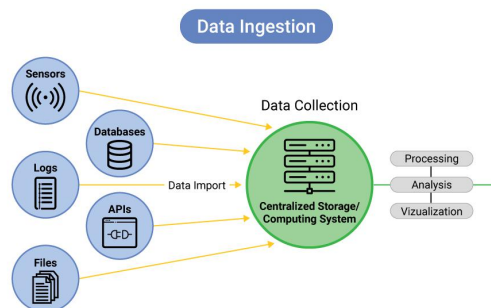 Data Ingestion
Sensors
Databases
Logs
APIs
Files
Data Import
Data Collection
Centralized Storage/
Computing System
Processing
Analysis
Vizualization